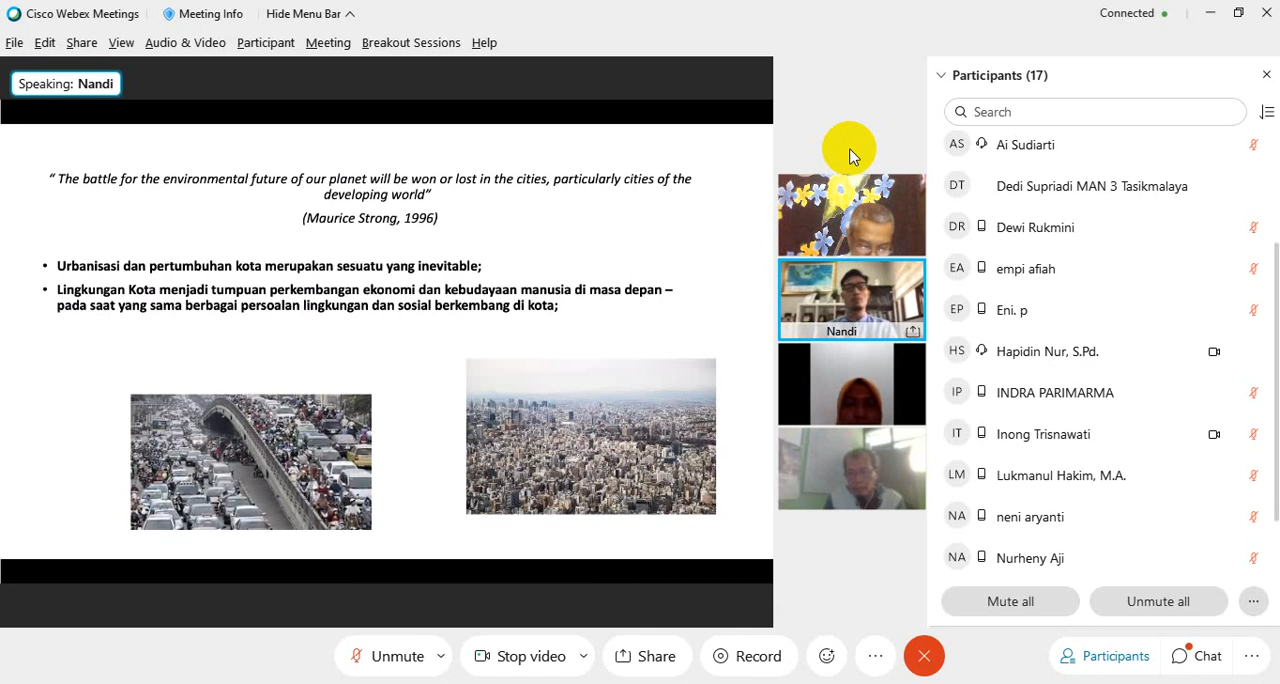 Cisco Webex Meetings Meeting Info Hide Menu Bar Connected
File Edit Share View Audio & Video Participant Meeting Breakout Sessions Help
Speaking: Nandi
“ The battle for the environmental future of our planet will be won or lost in the cities, particularly cities of the
developing world”
(Maurice Strong, 1996)
• Urbanisasi dan pertumbuhan kota merupakan sesuatu yang inevitable;
• Lingkungan Kota menjadi tumpuan perkembangan ekonomi dan kebudayaan manusia di masa depan –
pada saat yang sama berbagai persoalan lingkungan dan sosial berkembang di kota;
Nandi
Participants (17)
Search
AS Ai Sudiarti
DT Dedi Supriadi MAN 3 Tasikmalaya
DR Dewi Rukmini
EA empi afiah
EP Eni. p
HS Hapidin Nur, S.Pd.
IP INDRA PARIMARMA
IT Inong Trisnawati
LM Lukmanul Hakim, M.A.
NA neni aryanti
NA Nurheny Aji
Mute all Unmute all ...
Unmute Stop video Share Record ... Participants Chat ...